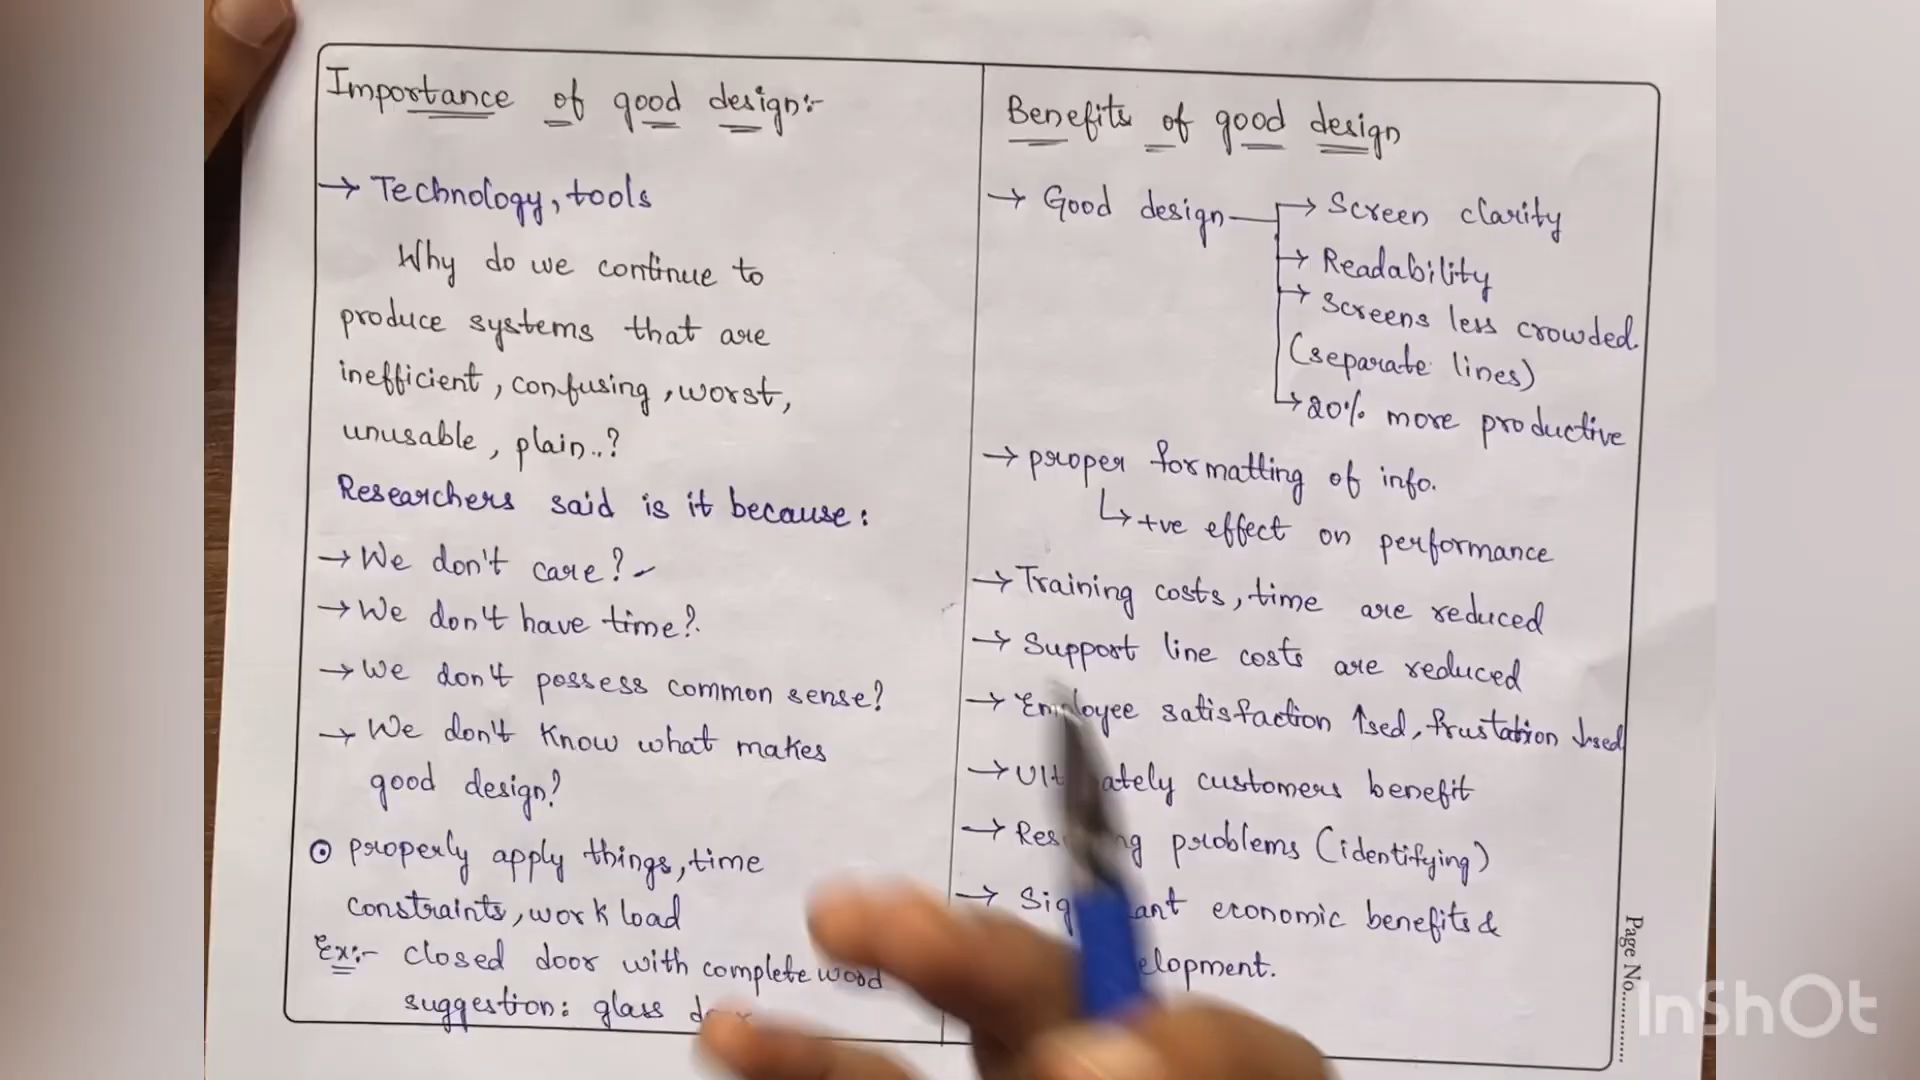 Importance of good design:-
→ Technology, tools
Why do we continue to
produce systems that are
inefficient, confusing, worst,
unusable, plain..?
Researchers said is it because:
→ We don't care?
→ We don't have time?
→ We don't possess common sense?
→ We don't know what makes
good design?
properly apply things, time
constraints, work load
Ex:- closed door with complete wood
suggestion: glass
Benefits of good design
→ Good design → Screen clarity
→ Readability
→ Screens less crowded.
(separate lines)
→ 20% more productive
→ proper formatting of info.
↳ +ve effect on performance
→ Training costs, time are reduced
→ Support line costs are reduced
→ Employee satisfaction ↑sed, frustation ↓sed
→ customers benefit
→ problems (identifying)
→ economic benefits &
Page No.
InShOt